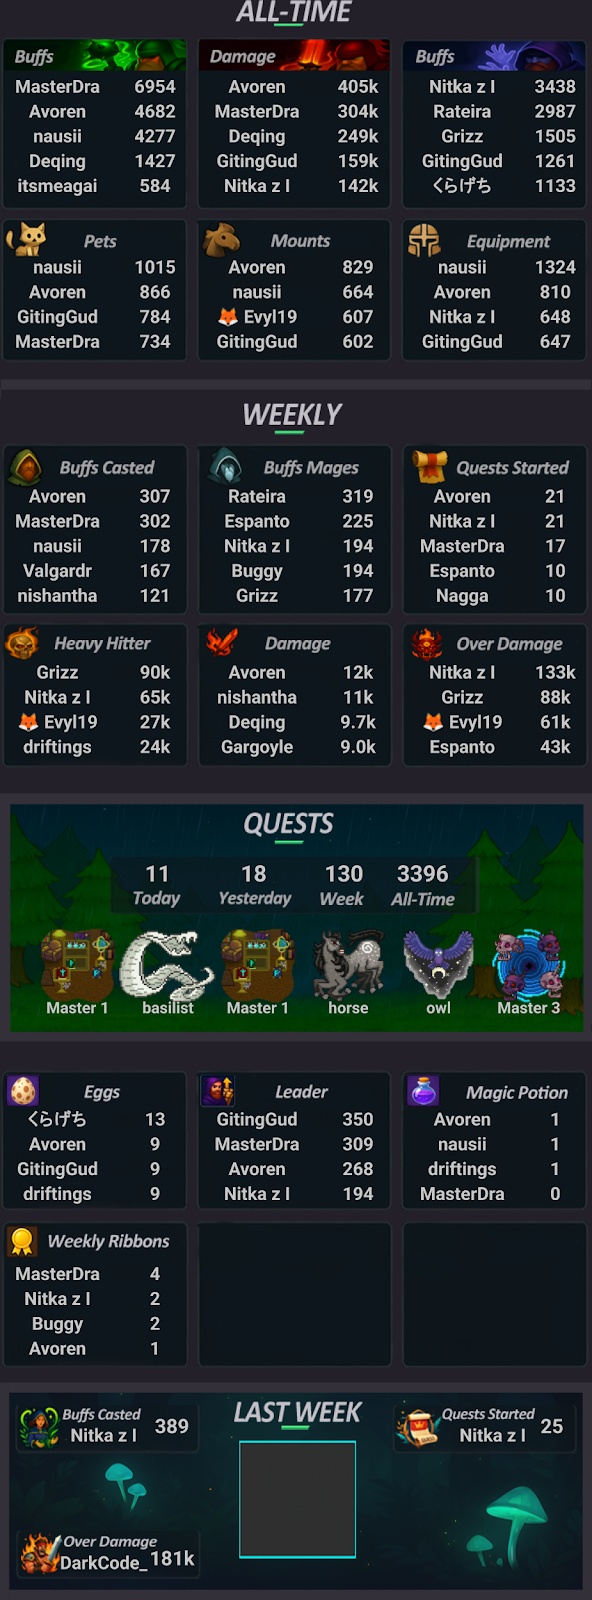 ALL-TIME
Buffs
MasterDra 6954
Avoren 4682
nausii 4277
Deqing 1427
itsmeagai 584
Damage
Avoren 405k
MasterDra 304k
Deqing 249k
GitingGud 159k
Nitka z I 142k
Buffs
Nitka z I 3438
Rateira 2987
Grizz 1505
GitingGud 1261
くらげち 1133
Pets
nausii 1015
Avoren 866
GitingGud 784
MasterDra 734
Mounts
Avoren 829
nausii 664
🦊 Evyl19 607
GitingGud 602
Equipment
nausii 1324
Avoren 810
Nitka z I 648
GitingGud 647
WEEKLY
Buffs Casted
Avoren 307
MasterDra 302
nausii 178
Valgardr 167
nishantha 121
Buffs Mages
Rateira 319
Espanto 225
Nitka z I 194
Buggy 194
Grizz 177
Quests Started
Avoren 21
Nitka z I 21
MasterDra 17
Espanto 10
Nagga 10
Heavy Hitter
Grizz 90k
Nitka z I 65k
🦊 Evyl19 27k
driftings 24k
Damage
Avoren 12k
nishantha 11k
Deqing 9.7k
Gargoyle 9.0k
Over Damage
Nitka z I 133k
Grizz 88k
🦊 Evyl19 61k
Espanto 43k
QUESTS
11 18 130 3396
Today Yesterday Week All-Time
Master 1 basilist Master 1 horse owl Master 3
Eggs
くらげち 13
Avoren 9
GitingGud 9
driftings 9
Leader
GitingGud 350
MasterDra 309
Avoren 268
Nitka z I 194
Magic Potion
Avoren 1
nausii 1
driftings 1
MasterDra 0
Weekly Ribbons
MasterDra 4
Nitka z I 2
Buggy 2
Avoren 1
LAST WEEK
Buffs Casted
Nitka z I 389
Quests Started
Nitka z I 25
Over Damage
DarkCode_ 181k